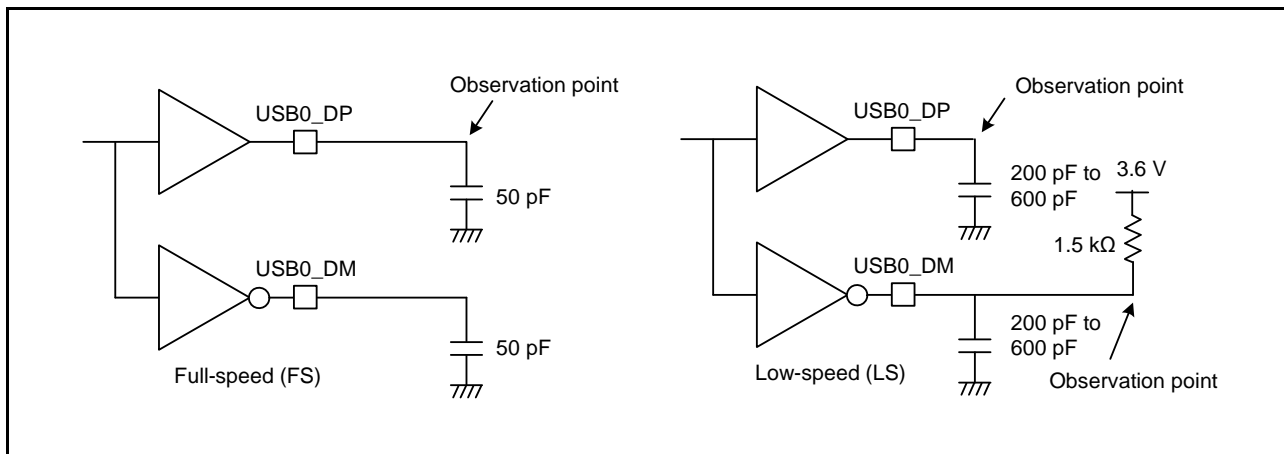 Observation point
USB0_DP
50 pF
USB0_DM
50 pF
Full-speed (FS)
Observation point
USB0_DP
200 pF to
600 pF
3.6 V
1.5 kΩ
USB0_DM
200 pF to
600 pF
Observation point
Low-speed (LS)